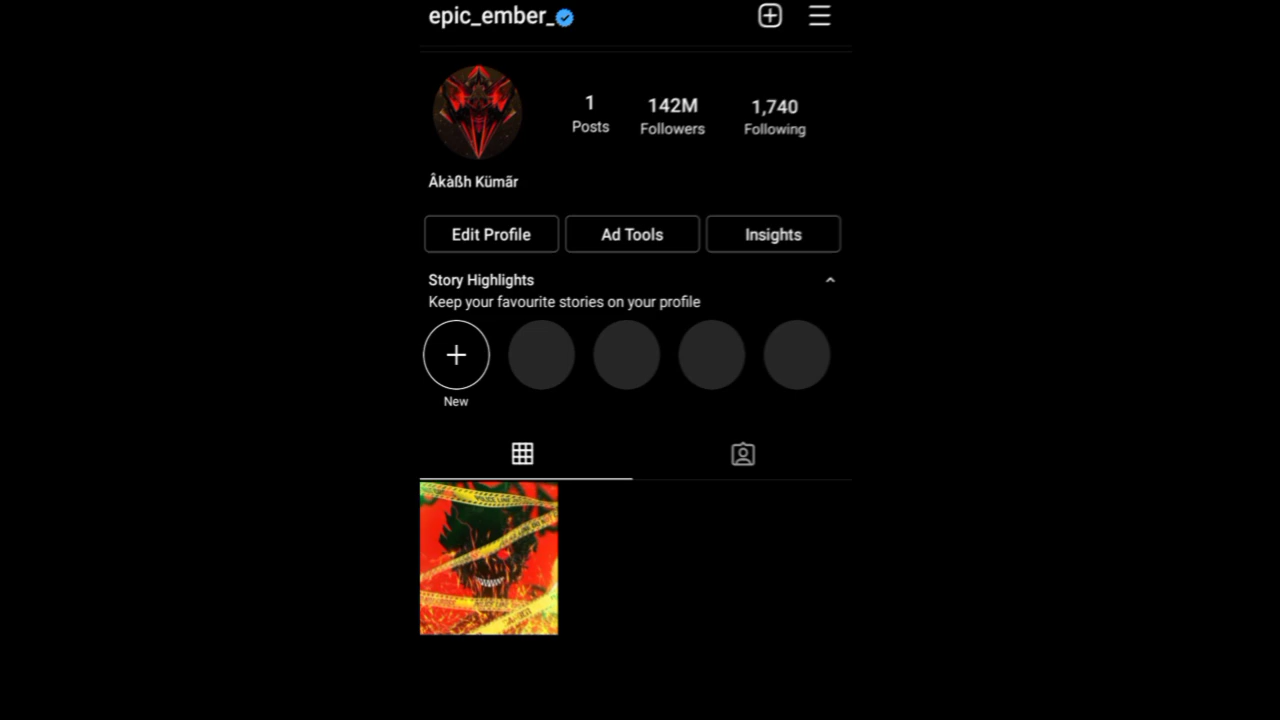 epic_ember_
1
142M
1,740
Posts
Followers
Following
Âkàßh Kümãr
Edit Profile
Ad Tools
Insights
Story Highlights
Keep your favourite stories on your profile
New